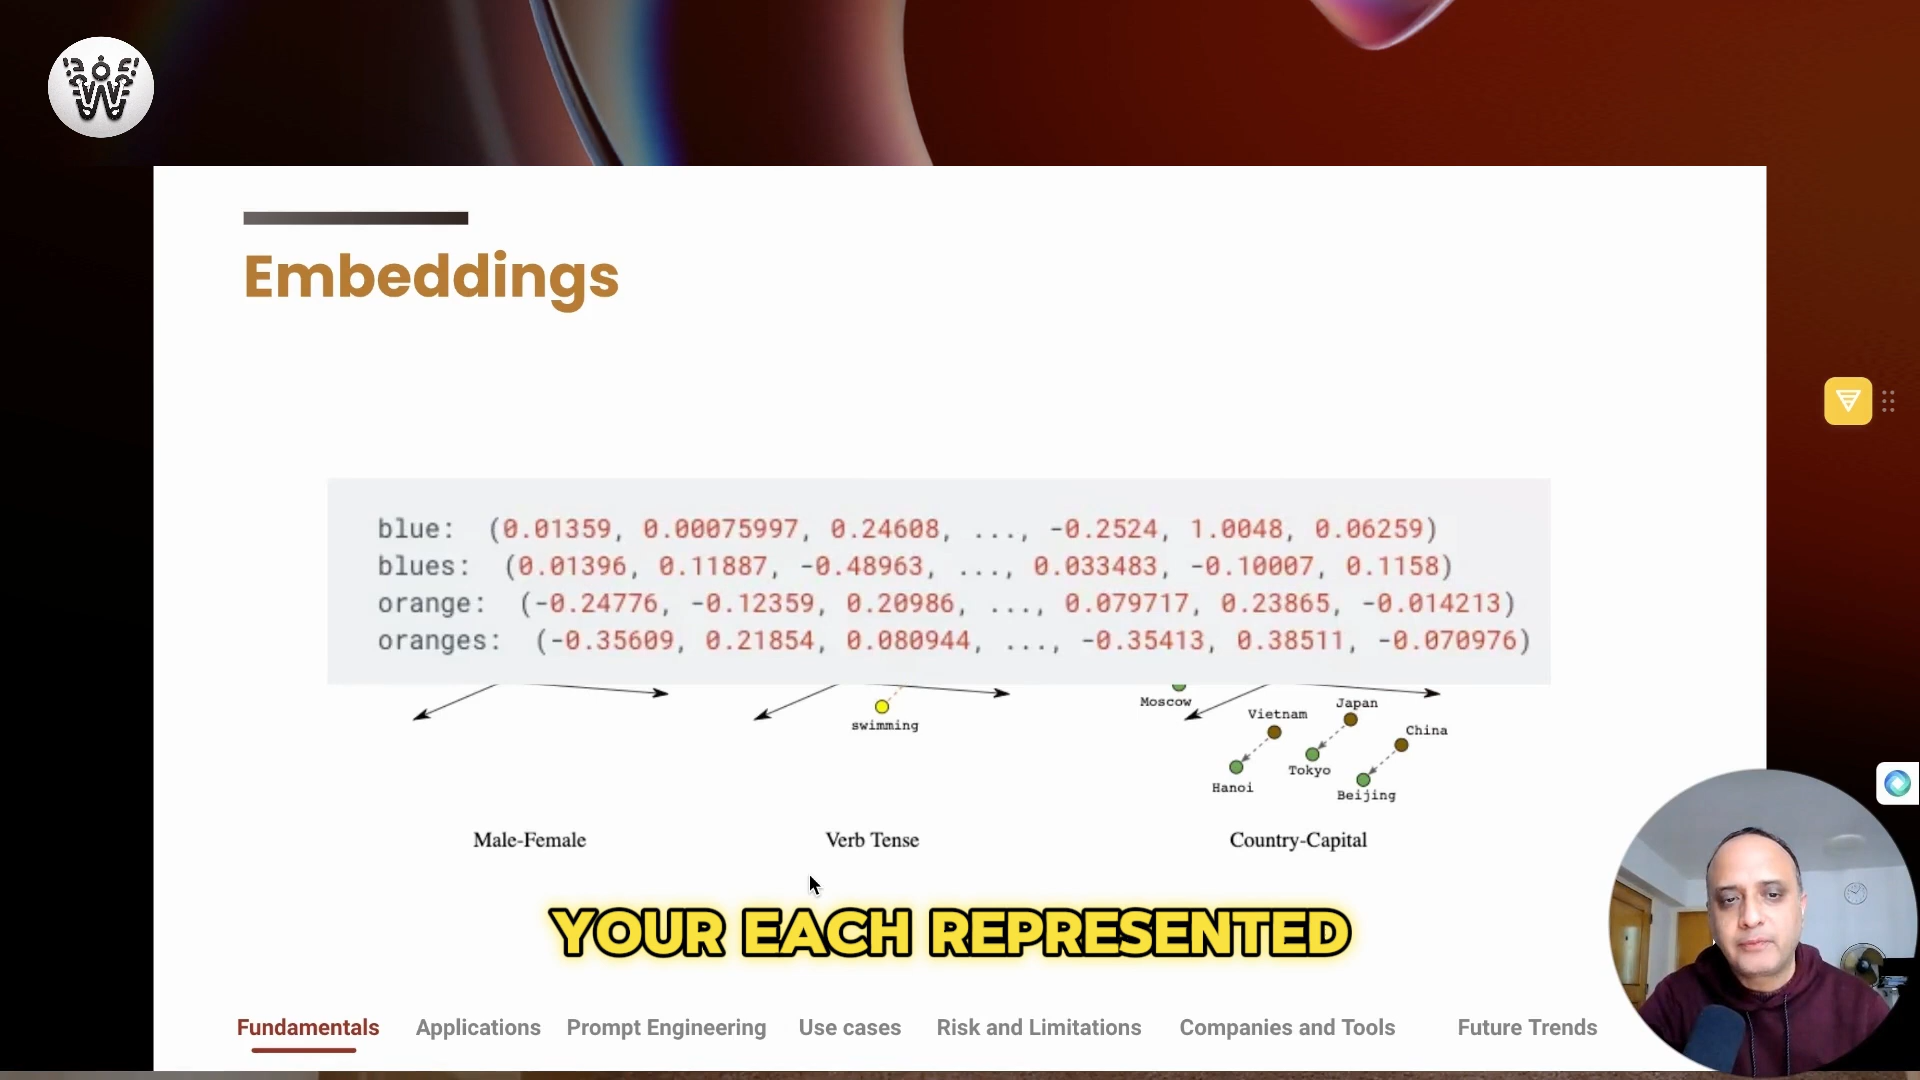 Embeddings
blue: (0.01359, 0.00075997, 0.24608, ..., -0.2524, 1.0048, 0.06259)
blues: (0.01396, 0.11887, -0.48963, ..., 0.033483, -0.10007, 0.1158)
orange: (-0.24776, -0.12359, 0.20986, ..., 0.079717, 0.23865, -0.014213)
oranges: (-0.35609, 0.21854, 0.080944, ..., -0.35413, 0.38511, -0.070976)
swimming
Moscow
Vietnam
Japan
China
Hanoi
Tokyo
Beijing
Male-Female
Verb Tense
Country-Capital
YOUR EACH REPRESENTED
Fundamentals Applications Prompt Engineering Use cases Risk and Limitations Companies and Tools Future Trends